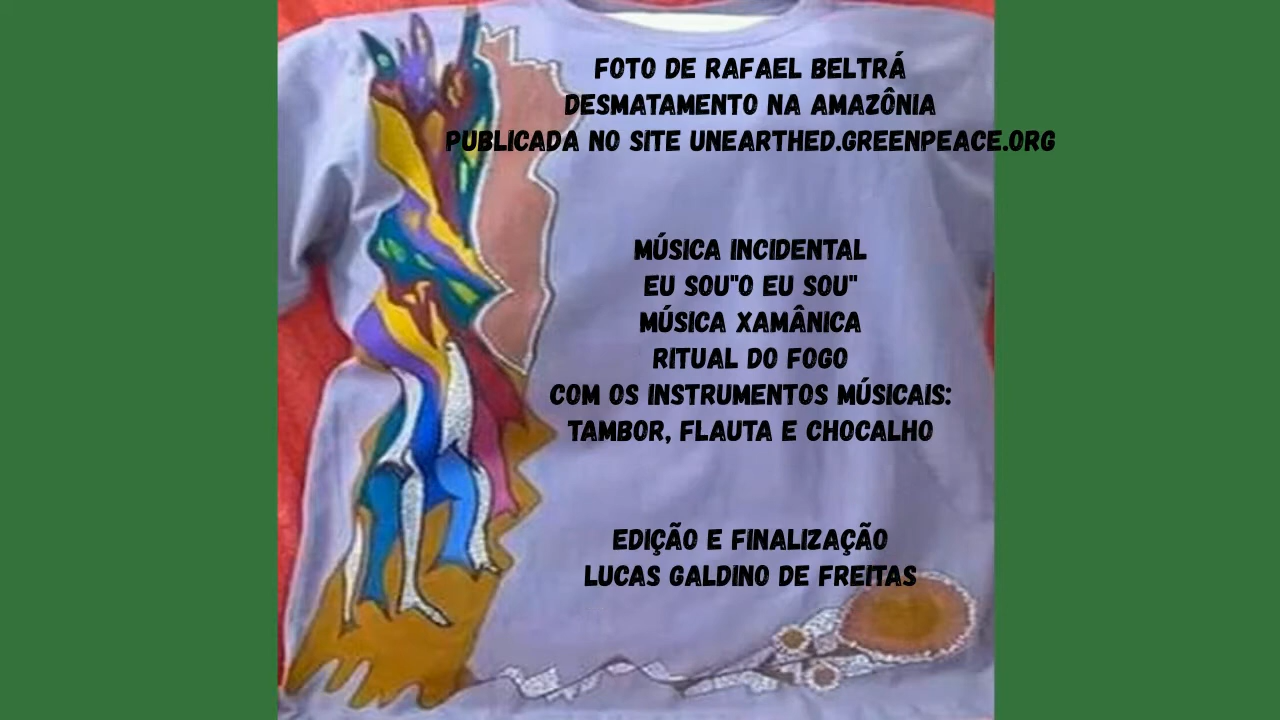 FOTO DE RAFAEL BELTRÁ
DESMATAMENTO NA AMAZÔNIA
PUBLICADA NO SITE UNEARTHED.GREENPEACE.ORG
MÚSICA INCIDENTAL
EU SOU"O EU SOU"
MÚSICA XAMÂNICA
RITUAL DO FOGO
COM OS INSTRUMENTOS MÚSICAIS:
TAMBOR, FLAUTA E CHOCALHO
EDIÇÃO E FINALIZAÇÃO
LUCAS GALDINO DE FREITAS